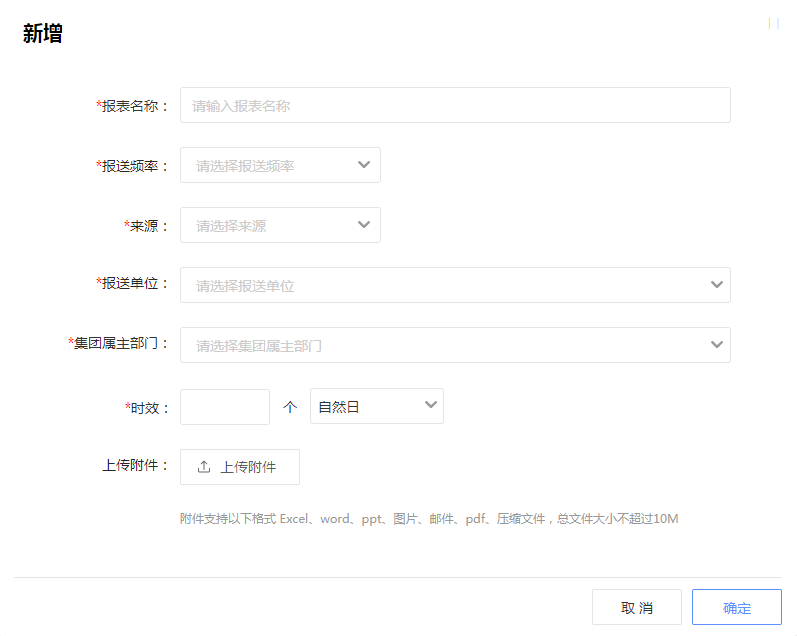 新增
*报表名称： 请输入报表名称
*报送频率： 请选择报送频率
*来源： 请选择来源
*报送单位： 请选择报送单位
*集团属主部门： 请选择集团属主部门
*时效： 个 自然日
上传附件： 上传附件
附件支持以下格式 Excel、word、ppt、图片、邮件、pdf、压缩文件，总文件大小不超过10M
取 消 确定